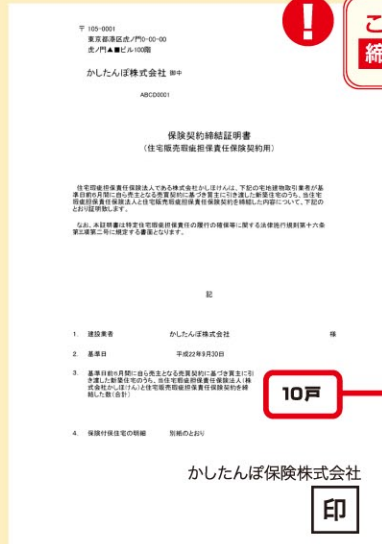 〒 105-0001
東京都港区虎ノ門0-00-00
虎ノ門▲■ビル100階
かしたんぽ株式会社 御中
ABCD0001
!
こ
締
保険契約締結証明書
(住宅販売瑕疵担保責任保険契約用)
住宅瑕疵担保責任保険法人である株式会社かしほけんは、下記の宅地建物取引業者が基
準日前6月間に自ら売主となる売買契約に基づき買主に引き渡した新築住宅のうち、当住宅
瑕疵担保責任保険法人と住宅販売瑕疵担保責任保険契約を締結した内容について、下記の
とおり証明致します。
なお、本証明書は特定住宅瑕疵担保責任の履行の確保等に関する法律施行規則第十六条
第三項第二号に規定する書面となります。
記
1. 建設業者 かしたんぽ株式会社 様
2. 基準日 平成22年9月30日
3. 基準日前6月間に自ら売主となる売買契約に基づき買主に引
き渡した新築住宅のうち、当住宅瑕疵担保責任保険法人(株
式会社かしほけん)と住宅販売瑕疵担保責任保険契約を締
結した数(合計)
10戸
4. 保険付保住宅の明細 別紙のとおり
かしたんぽ保険株式会社
印